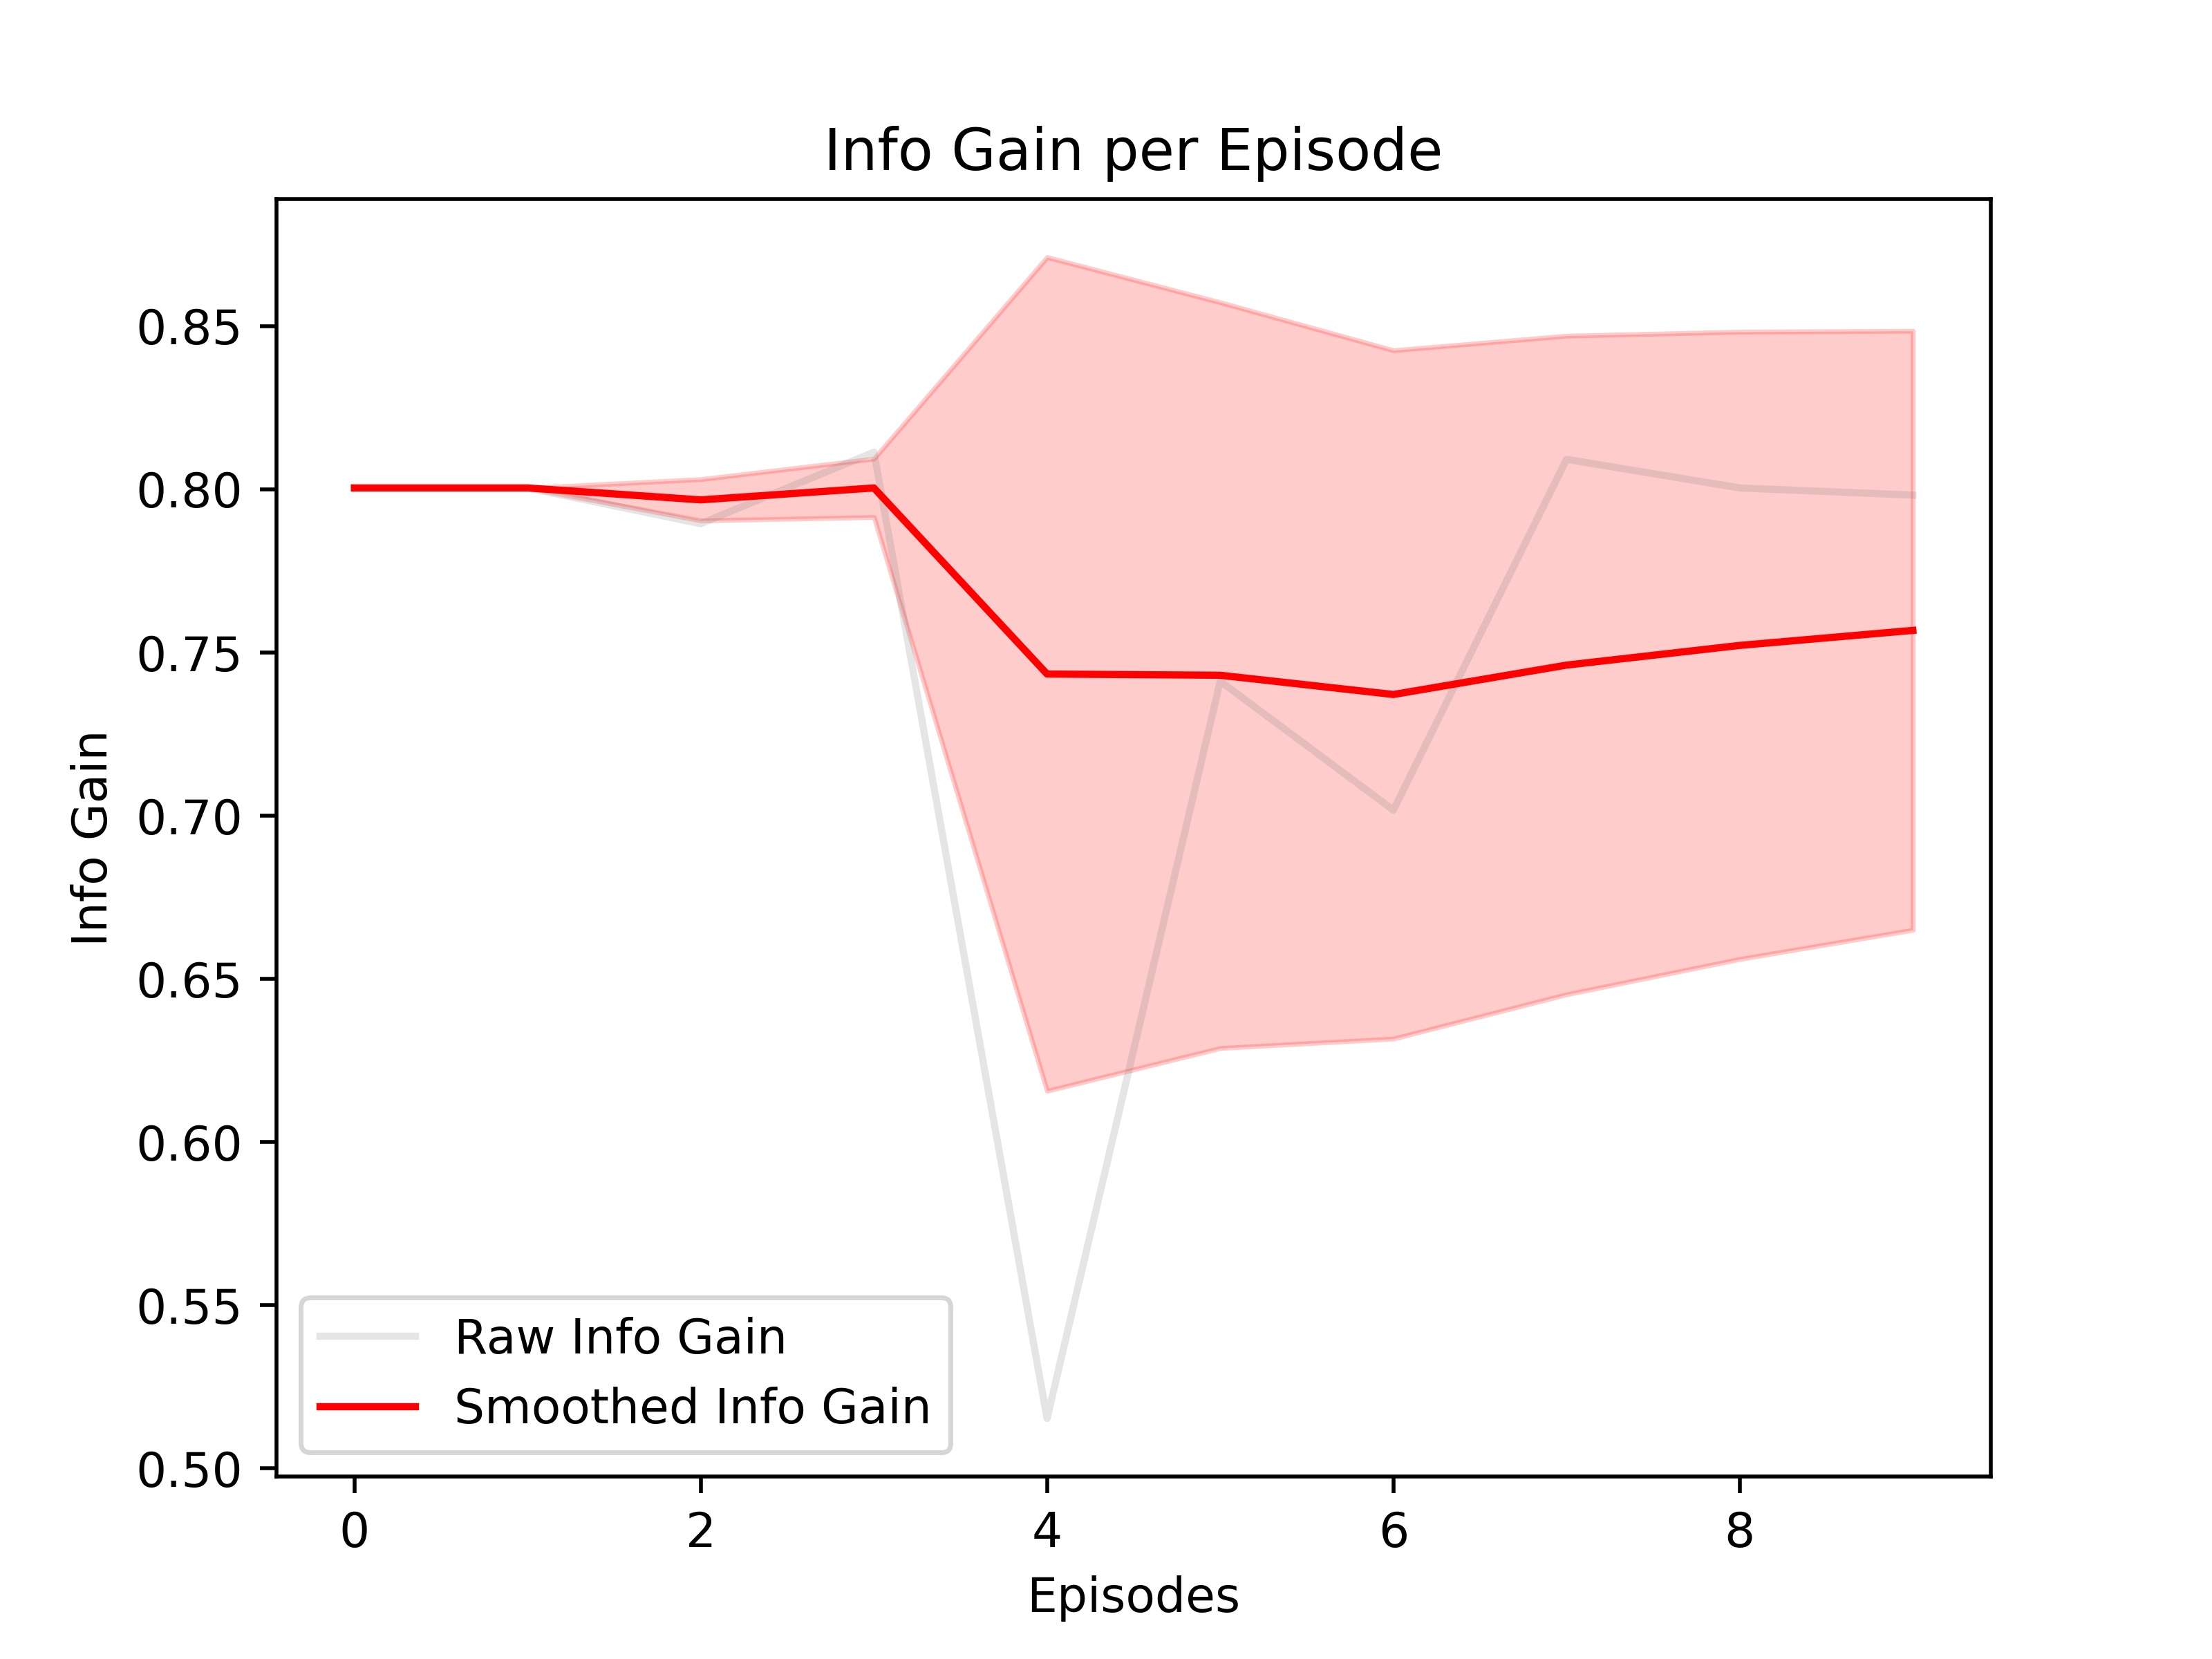 Info Gain per Episode
Info Gain
0.85
0.80
0.75
0.70
0.65
0.60
0.55
0.50
Raw Info Gain
Smoothed Info Gain
0 2 4 6 8
Episodes